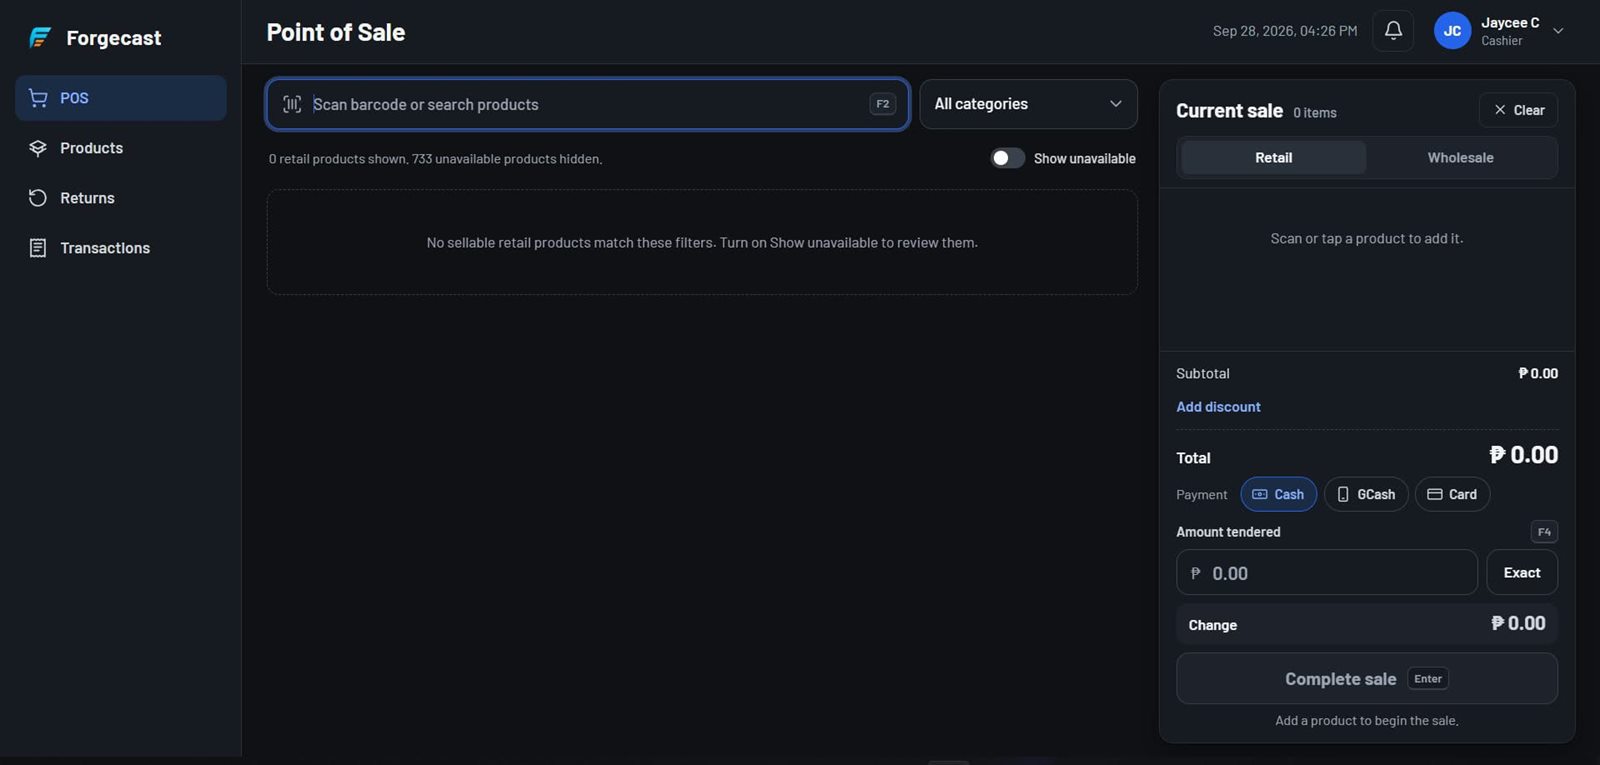 Forgecast
POS
Products
Returns
Transactions
Point of Sale
Sep 28, 2026, 04:26 PM
JC
Jaycee C
Cashier
Scan barcode or search products
F2
All categories
0 retail products shown. 733 unavailable products hidden.
Show unavailable
No sellable retail products match these filters. Turn on Show unavailable to review them.
Current sale 0 items
Clear
Retail
Wholesale
Scan or tap a product to add it.
Subtotal ₱0.00
Add discount
Total ₱0.00
Payment Cash GCash Card
Amount tendered F4
₱ 0.00 Exact
Change ₱0.00
Complete sale Enter
Add a product to begin the sale.